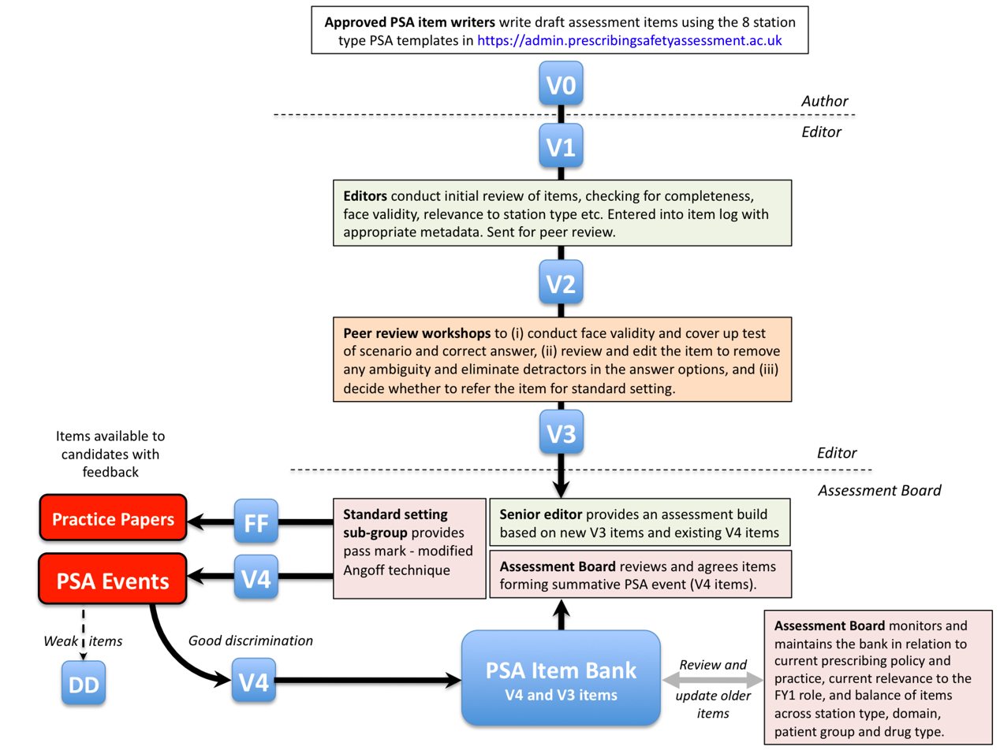 Approved PSA item writers write draft assessment items using the 8 station
type PSA templates in https://admin.prescribingsafetyassessment.ac.uk
V0
Author
Editor
V1
Editors conduct initial review of items, checking for completeness,
face validity, relevance to station type etc. Entered into item log with
appropriate metadata. Sent for peer review.
V2
Peer review workshops to (i) conduct face validity and cover up test
of scenario and correct answer, (ii) review and edit the item to remove
any ambiguity and eliminate detractors in the answer options, and (iii)
decide whether to refer the item for standard setting.
V3
Editor
Assessment Board
Items available to
candidates with
feedback
Practice Papers
FF
Standard setting
sub-group provides
pass mark - modified
Angoff technique
Senior editor provides an assessment build
based on new V3 items and existing V4 items
PSA Events
V4
Assessment Board reviews and agrees items
forming summative PSA event (V4 items).
Weak items
DD
Good discrimination
V4
PSA Item Bank
V4 and V3 items
Review and
update older
items
Assessment Board monitors and
maintains the bank in relation to
current prescribing policy and
practice, current relevance to the
FY1 role, and balance of items
across station type, domain,
patient group and drug type.